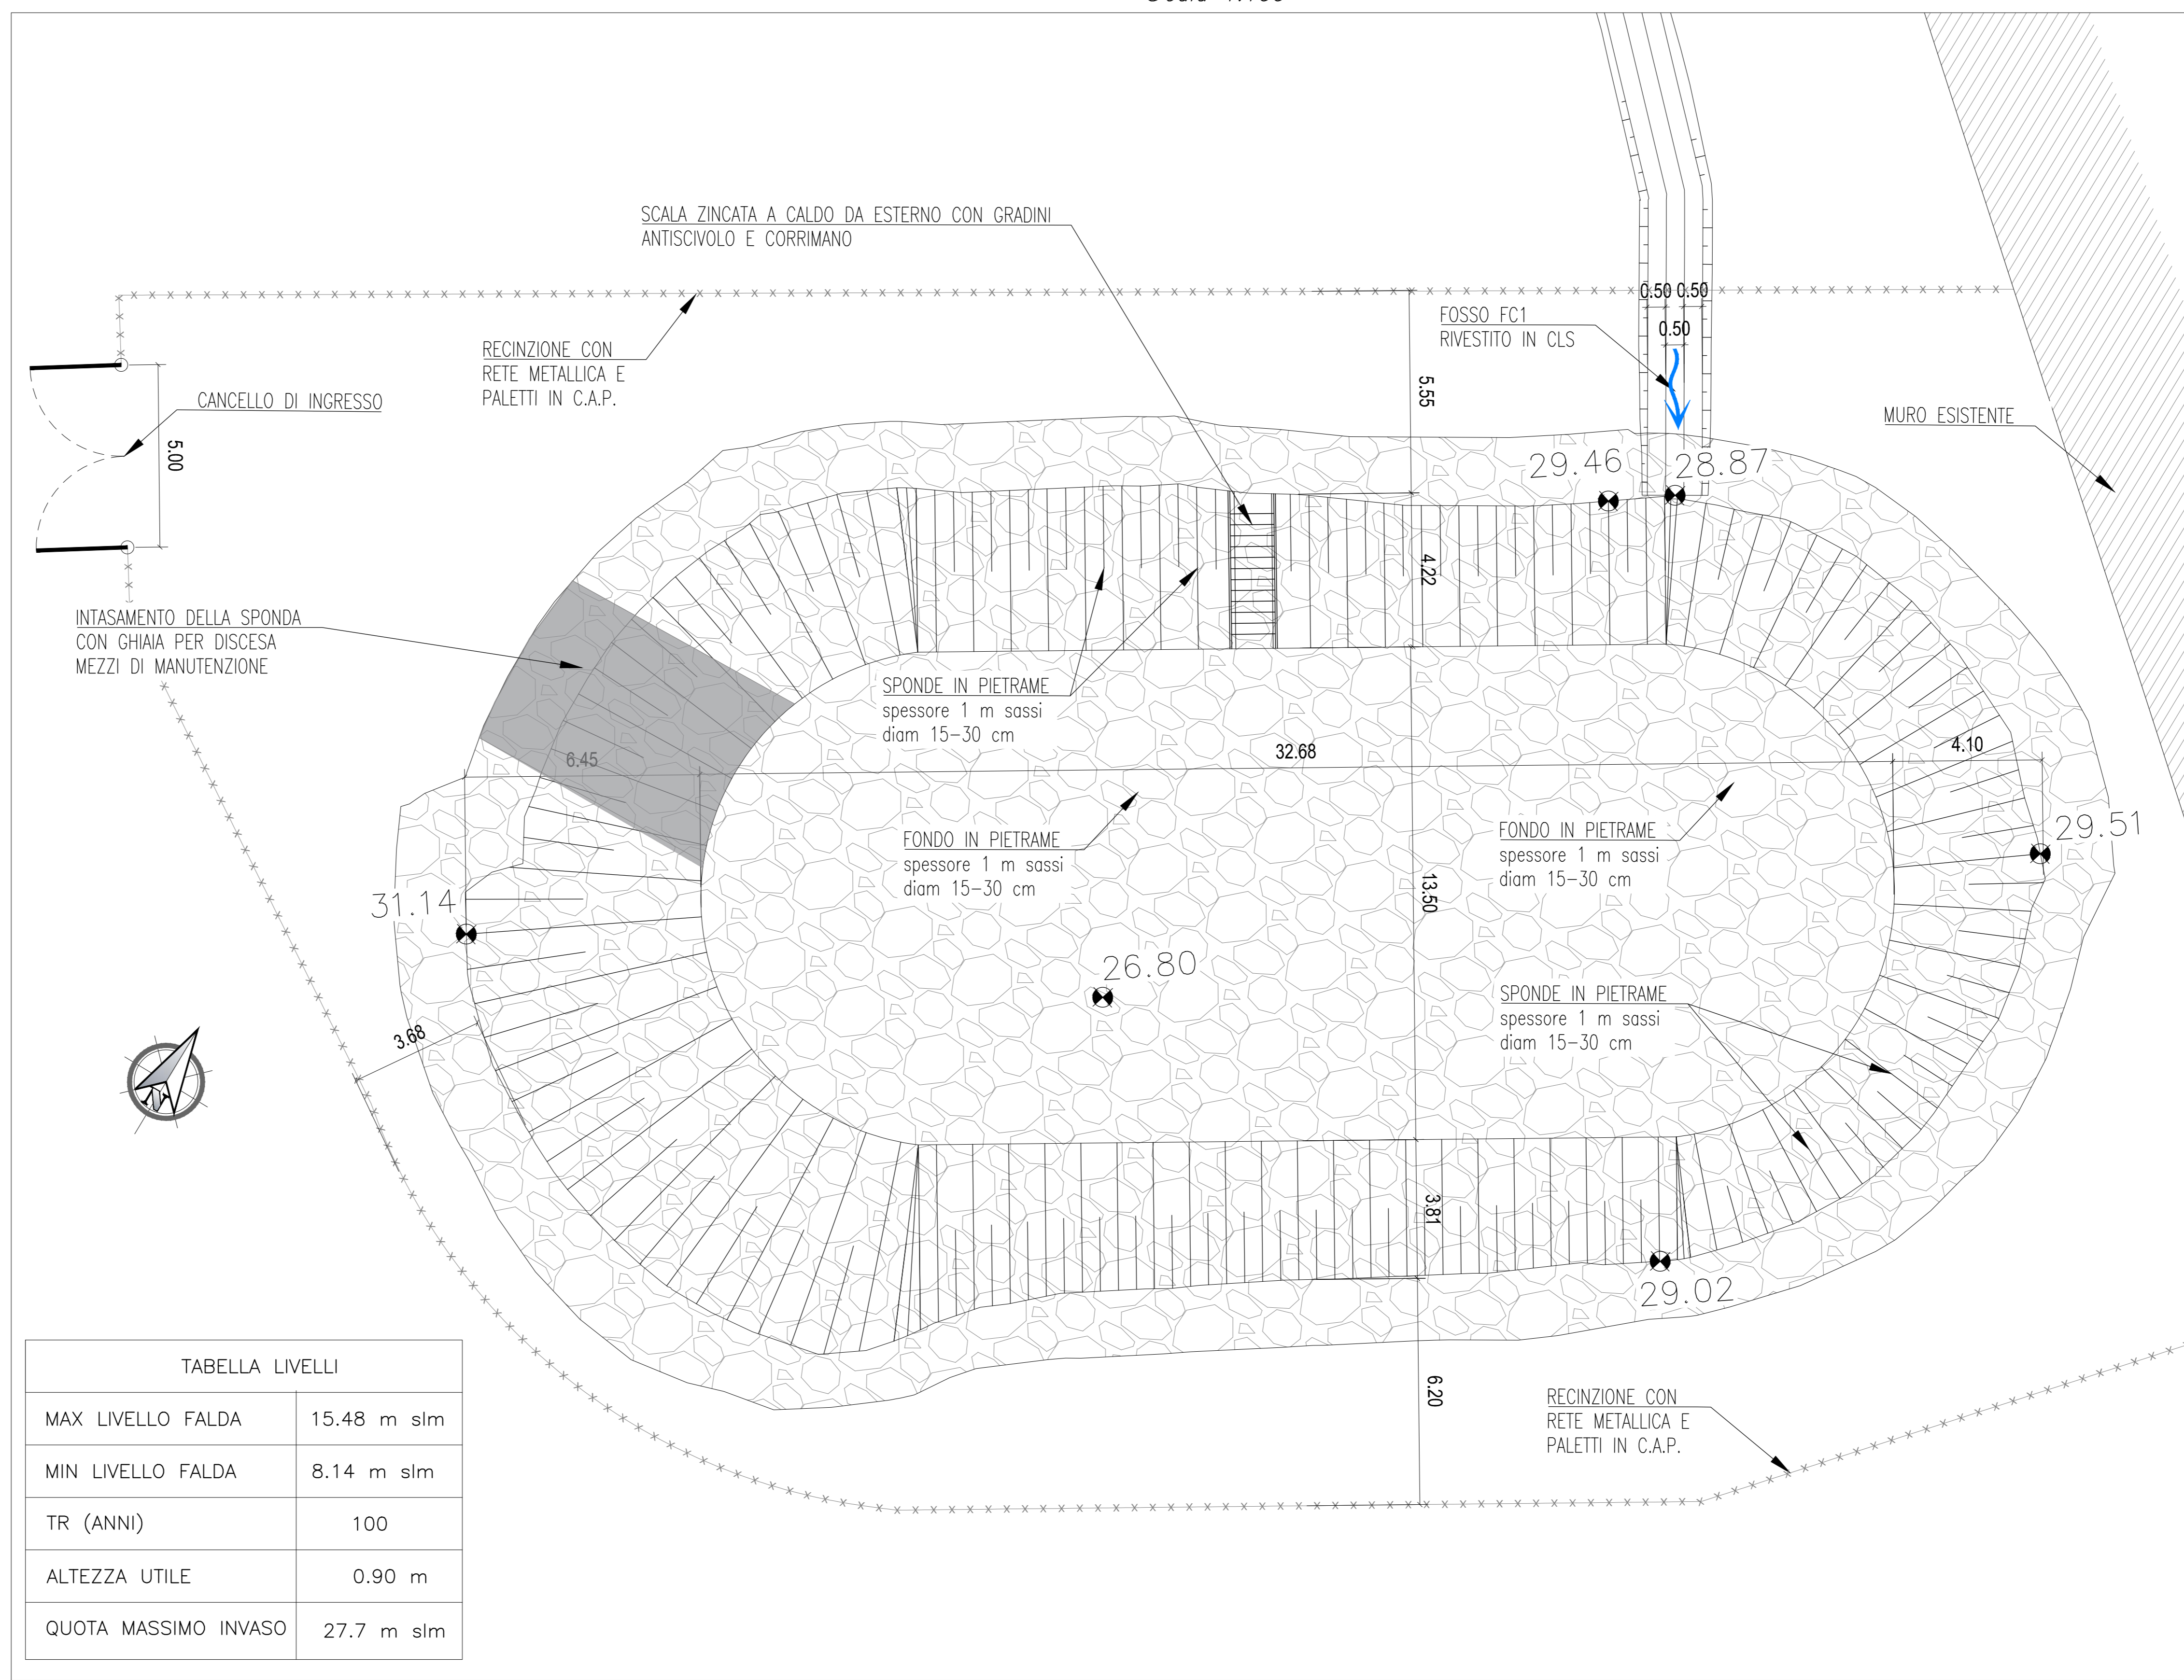 SCALA ZINCATA A CALDO DA ESTERNO CON GRADINI
ANTISCIVOLO E CORRIMANO
0.50 0.50
0.50
FOSSO FC1
RIVESTITO IN CLS
RECINZIONE CON
RETE METALLICA E
PALETTI IN C.A.P.
CANCELLO DI INGRESSO
5.00
5.55
MURO ESISTENTE
29.46
28.87
4.22
INTASAMENTO DELLA SPONDA
CON GHIAIA PER DISCESA
MEZZI DI MANUTENZIONE
SPONDE IN PIETRAME
spessore 1 m sassi
diam 15-30 cm
6.45
32.68
4.10
FONDO IN PIETRAME
spessore 1 m sassi
diam 15-30 cm
FONDO IN PIETRAME
spessore 1 m sassi
diam 15-30 cm
29.51
31.14
13.50
26.80
SPONDE IN PIETRAME
spessore 1 m sassi
diam 15-30 cm
3.68
N
3.81
29.02
6.20
RECINZIONE CON
RETE METALLICA E
PALETTI IN C.A.P.
TABELLA LIVELLI
MAX LIVELLO FALDA 15.48 m slm
MIN LIVELLO FALDA 8.14 m slm
TR (ANNI) 100
ALTEZZA UTILE 0.90 m
QUOTA MASSIMO INVASO 27.7 m slm